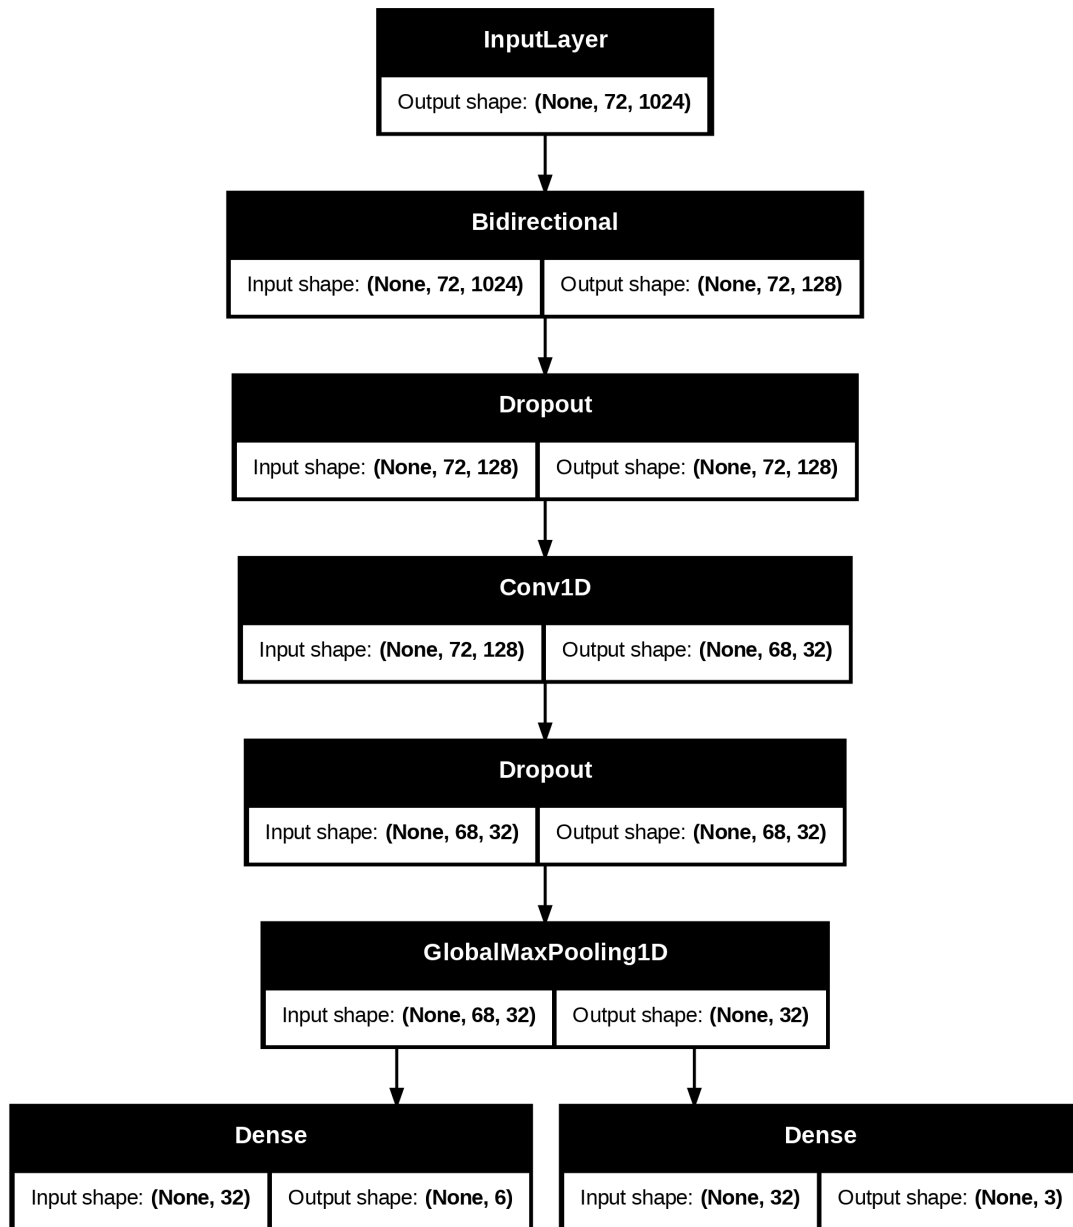 InputLayer
Output shape: (None, 72, 1024)
Bidirectional
Input shape: (None, 72, 1024) Output shape: (None, 72, 128)
Dropout
Input shape: (None, 72, 128) Output shape: (None, 72, 128)
Conv1D
Input shape: (None, 72, 128) Output shape: (None, 68, 32)
Dropout
Input shape: (None, 68, 32) Output shape: (None, 68, 32)
GlobalMaxPooling1D
Input shape: (None, 68, 32) Output shape: (None, 32)
Dense Dense
Input shape: (None, 32) Output shape: (None, 6) Input shape: (None, 32) Output shape: (None, 3)